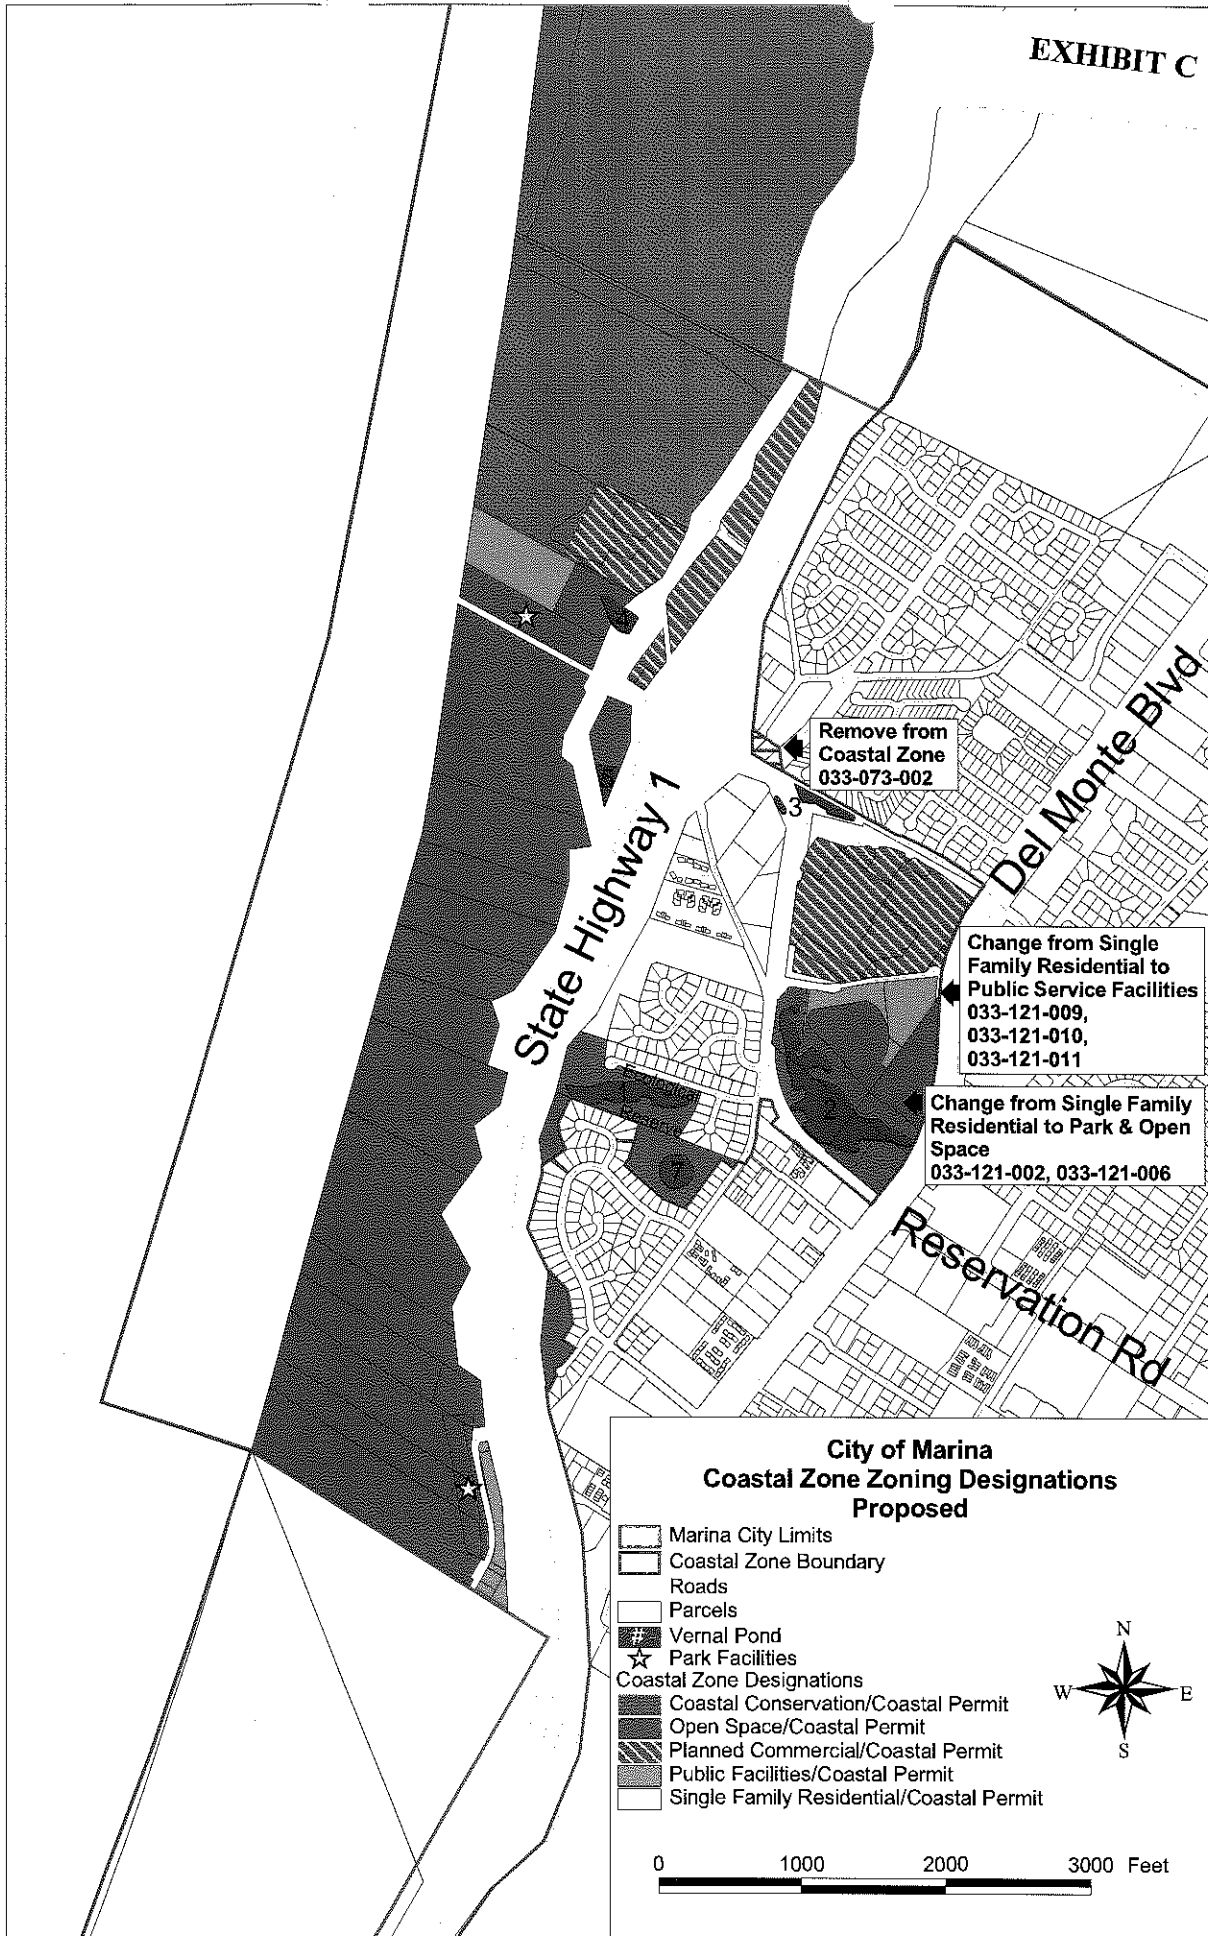 EXHIBIT C
Remove from
Coastal Zone
033-073-002
3
Del Monte Blvd
State Highway 1
Change from Single
Family Residential to
Public Service Facilities
033-121-009,
033-121-010,
033-121-011
Ecological
1
Reserve
2
Change from Single Family
Residential to Park & Open
Space
033-121-002, 033-121-006
7
Reservation Rd
City of Marina
Coastal Zone Zoning Designations
Proposed
Marina City Limits
Coastal Zone Boundary
Roads
Parcels
# Vernal Pond
Park Facilities
Coastal Zone Designations
Coastal Conservation/Coastal Permit
Open Space/Coastal Permit
Planned Commercial/Coastal Permit
Public Facilities/Coastal Permit
Single Family Residential/Coastal Permit
N
W E
S
0 1000 2000 3000 Feet